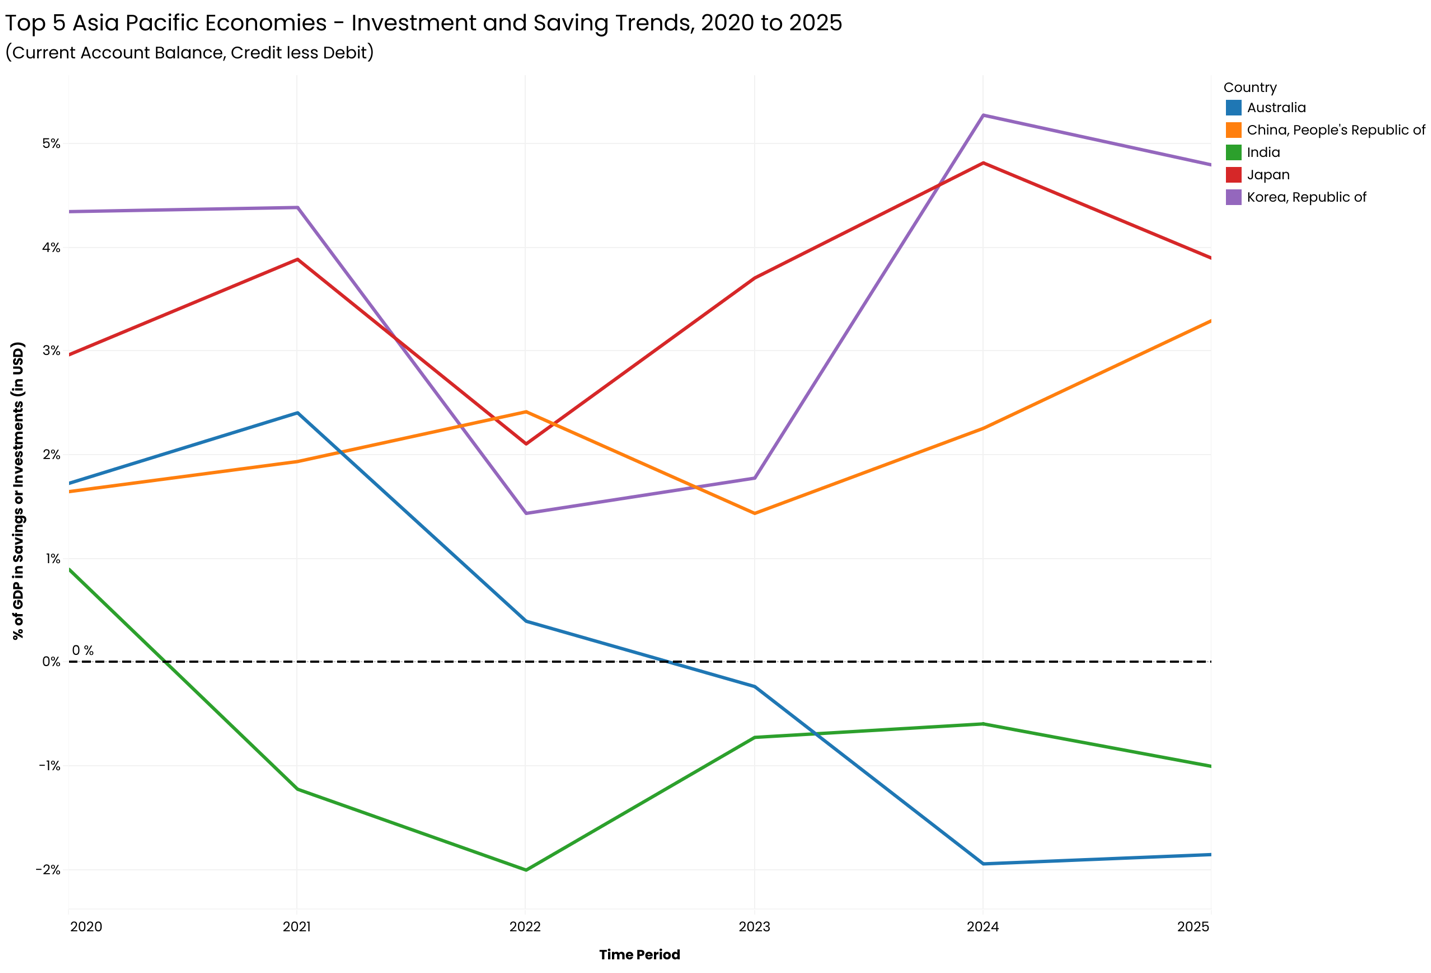 Top 5 Asia Pacific Economies - Investment and Saving Trends, 2020 to 2025
(Current Account Balance, Credit less Debit)
Country
Australia
China, People's Republic of
India
Japan
Korea, Republic of
% of GDP in Savings or Investments (in USD)
5%
4%
3%
2%
1%
0 %
0%
−1%
−2%
2020
2021
2022
2023
2024
2025
Time Period